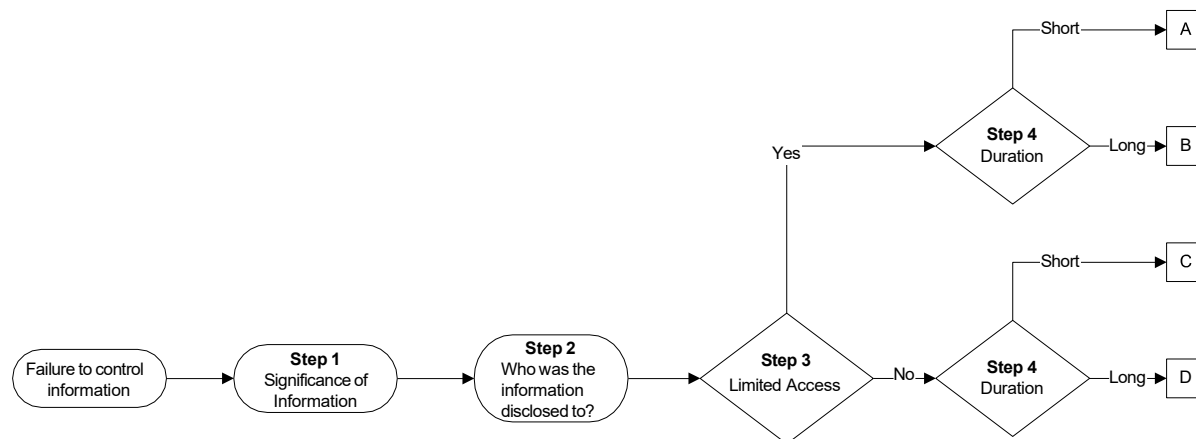 Short
A
Step 4
Duration
Yes
Long
B
Short
C
Failure to control
information
Step 1
Significance of
Information
Step 2
Who was the
information
disclosed to?
Step 3
Limited Access
No
Step 4
Duration
Long
D